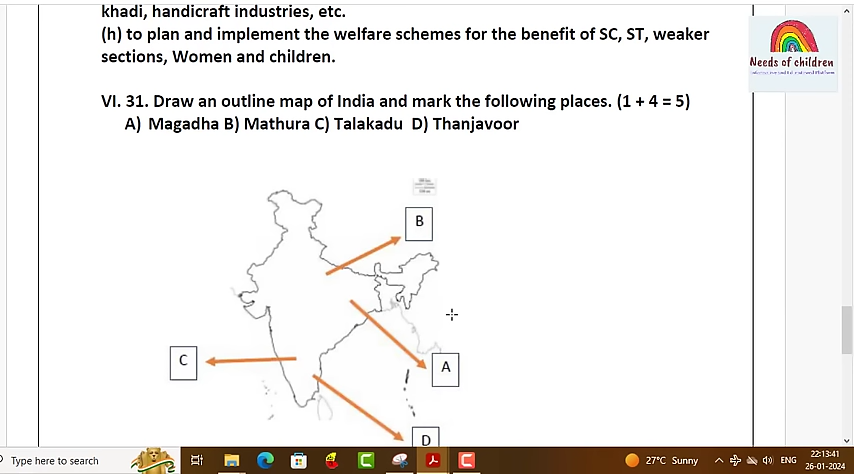 khadi, handicraft industries, etc.
(h) to plan and implement the welfare schemes for the benefit of SC, ST, weaker
sections, Women and children.
Needs of children
VI. 31. Draw an outline map of India and mark the following places. (1 + 4 = 5)
A) Magadha B) Mathura C) Talakadu D) Thanjavoor
B
C
A
D
Type here to search
27°C Sunny
ENG
22:13:41
26-01-2024